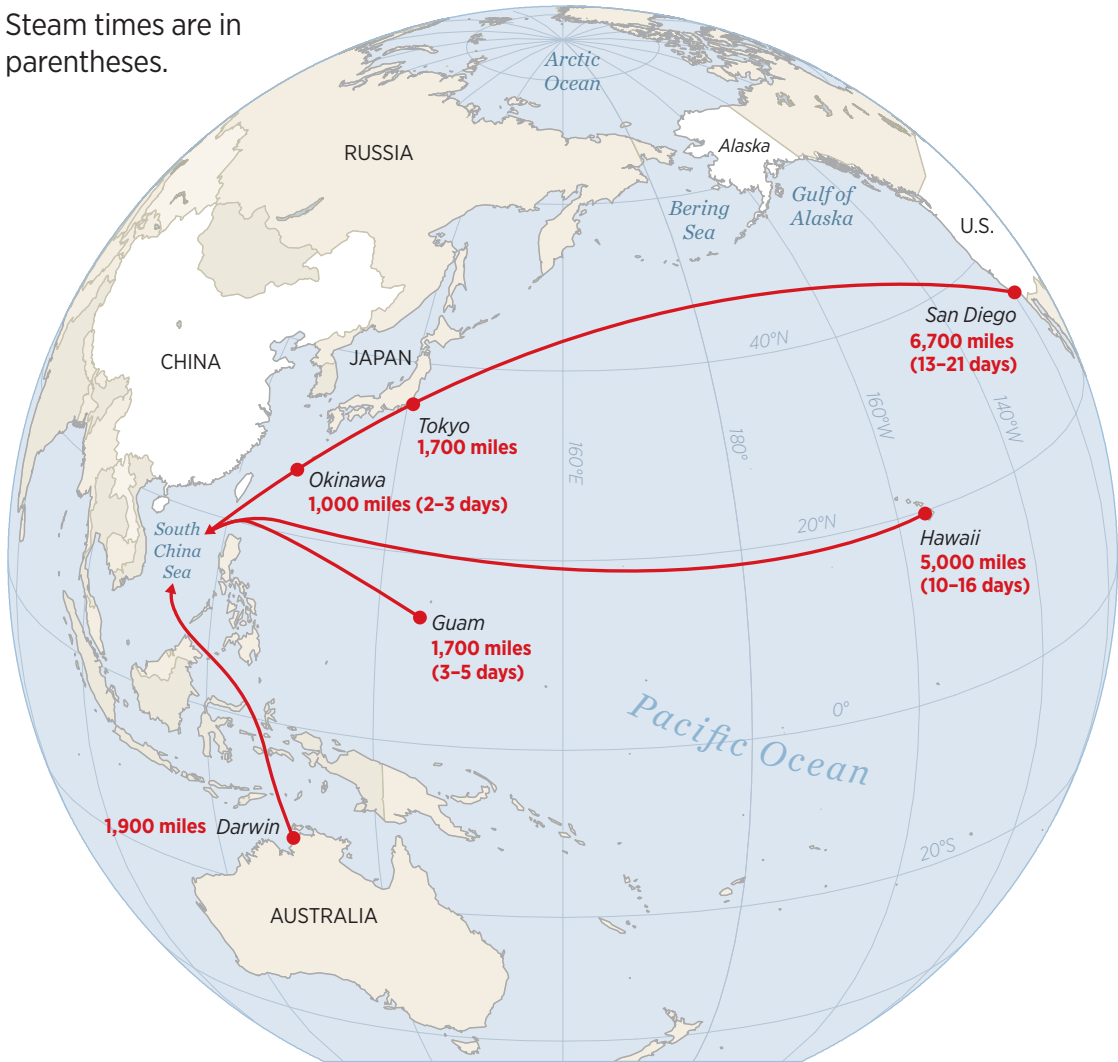 Steam times are in
parentheses.
Arctic
Ocean
RUSSIA
Alaska
Bering
Sea
Gulf of
Alaska
U.S.
San Diego
6,700 miles
(13–21 days)
40°N
CHINA
JAPAN
Tokyo
1,700 miles
160°E
180°
160°W
140°W
Okinawa
1,000 miles (2–3 days)
South
China
Sea
20°N
Hawaii
5,000 miles
(10–16 days)
Guam
1,700 miles
(3–5 days)
Pacific Ocean
0°
1,900 miles Darwin
20°S
AUSTRALIA